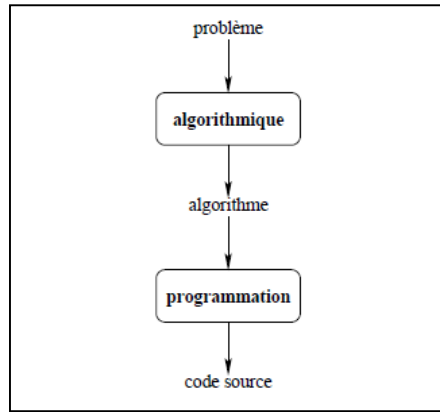 problème
algorithmique
algorithme
programmation
code source